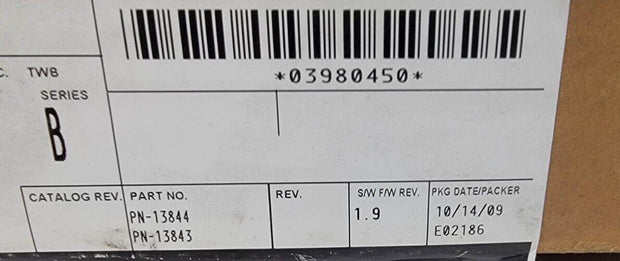 *03980450*
C. TWB
SERIES
B
CATALOG REV. PART NO. REV. S/W F/W REV. PKG DATE/PACKER
PN-13844 1.9 10/14/09
PN-13843 E02186